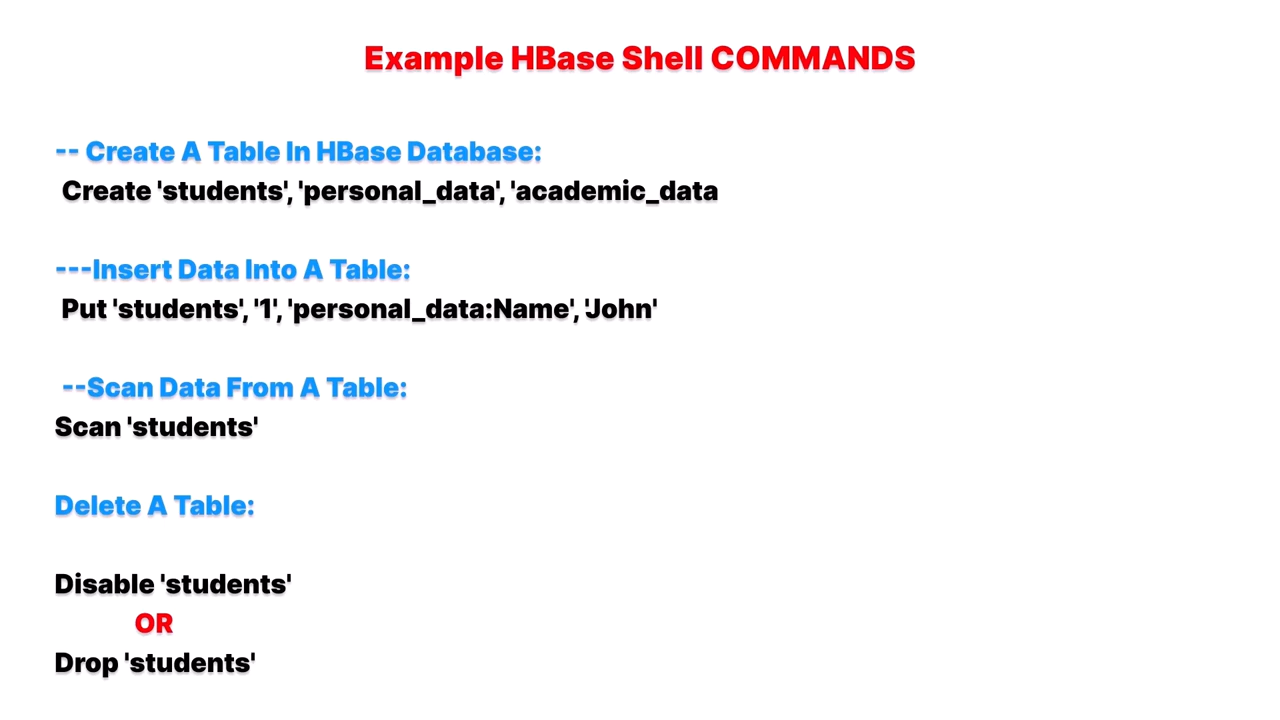 Example HBase Shell COMMANDS
-- Create A Table In HBase Database:
Create 'students', 'personal_data', 'academic_data
---Insert Data Into A Table:
Put 'students', '1', 'personal_data:Name', 'John'
--Scan Data From A Table:
Scan 'students'
Delete A Table:
Disable 'students'
OR
Drop 'students'